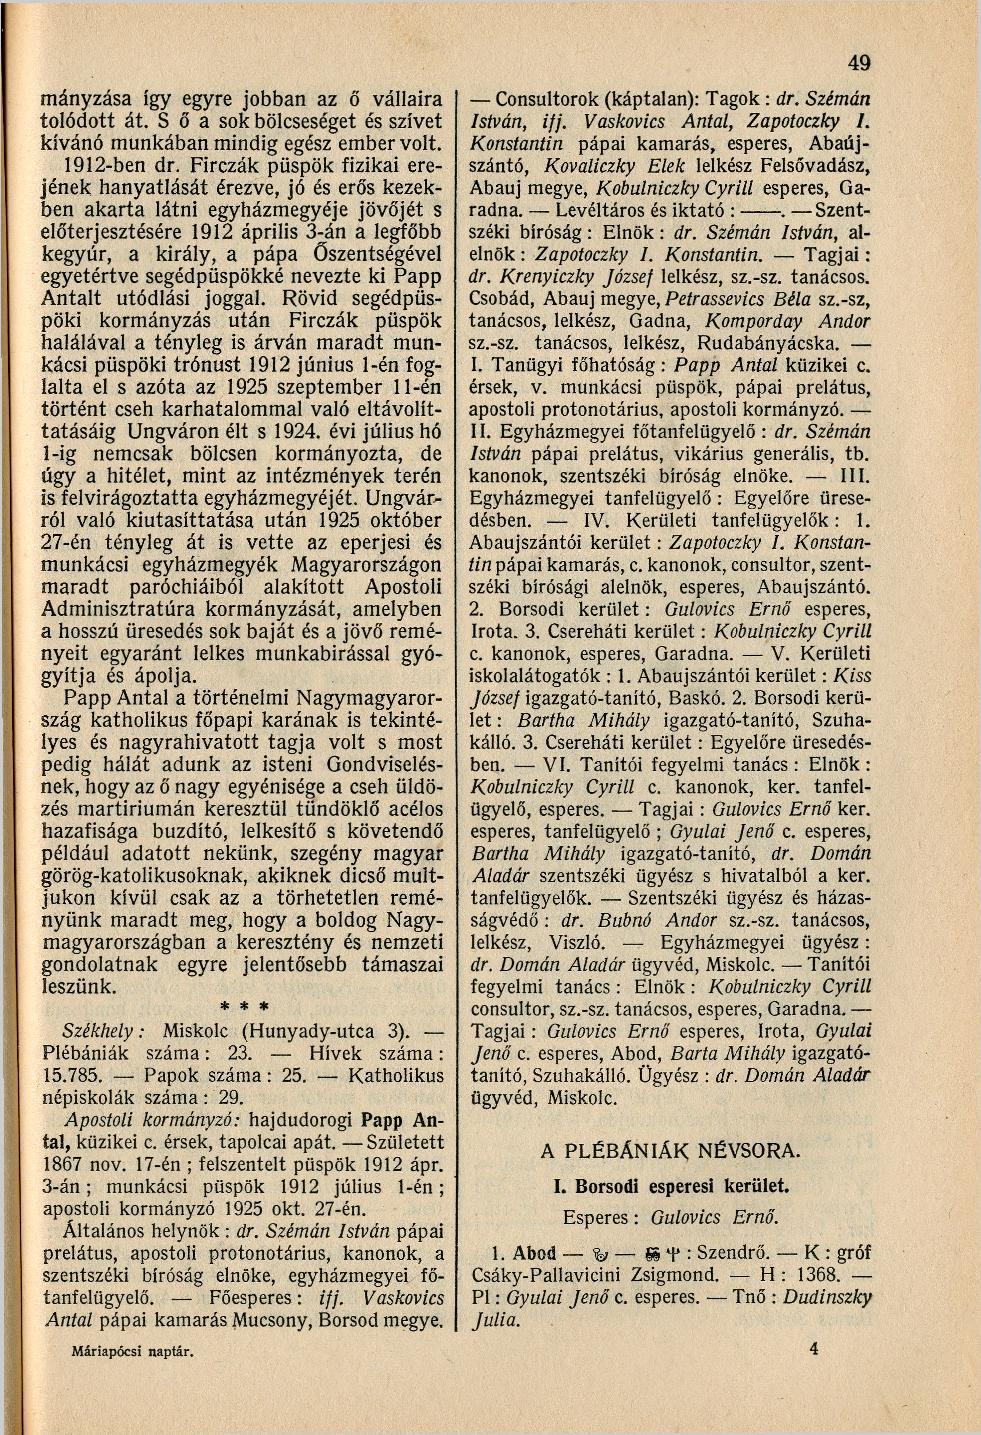 49
mányzása így egyre jobban az ő vállaira
tolódott át. S ő a sok bölcseséget és szívet
kívánó munkában mindig egész ember volt.
1912-ben dr. Firczák püspök fizikai ere-
jének hanyatlását érezve, jó és erős kezek-
ben akarta látni egyházmegyéje jövőjét s
előterjesztésére 1912 április 3-án a legfőbb
kegyúr, a király, a pápa Őszentségével
egyetértve segédpüspökké nevezte ki Papp
Antalt utódlási joggal. Rövid segédpüs-
pöki kormányzás után Firczák püspök
halálával a tényleg is árván maradt mun-
kácsi püspöki trónust 1912 június 1-én fog-
lalta el s azóta az 1925 szeptember 11-én
történt cseh karhatalommal való eltávolít-
tatásáig Ungváron élt s 1924. évi július hó
1-ig nemcsak bölcsen kormányozta, de
úgy a hitélet, mint az intézmények terén
is felvirágoztatta egyházmegyéjét. Ungvár-
ról való kiutasíttatása után 1925 október
27-én tényleg át is vette az eperjesi és
munkácsi egyházmegyék Magyarországon
maradt paróchiáiból alakított Apostoli
Adminisztratúra kormányzását, amelyben
a hosszú üresedés sok baját és a jövő remé-
nyeit egyaránt lelkes munkabirással gyó-
gyítja és ápolja.
Papp Antal a történelmi Nagymagyaror-
szág katholikus főpapi karának is tekinté-
lyes és nagyrahivatott tagja volt s most
pedig hálát adunk az isteni Gondviselés-
nek, hogy az ő nagy egyénisége a cseh üldö-
zés martiriumán keresztül tündöklő acélos
hazafisága buzdító, lelkesítő s követendő
például adatott nekünk, szegény magyar
görög-katolikusoknak, akiknek dicső mult-
jukon kívül csak az a törhetetlen remé-
nyünk maradt meg, hogy a boldog Nagy-
magyarországban a keresztény és nemzeti
gondolatnak egyre jelentősebb támaszai
leszünk.
* * *
Székhely: Miskolc (Hunyady-utca 3). —
Plébániák száma: 23. — Hívek száma:
15.785. — Papok száma: 25. — Katholikus
népiskolák száma: 29.
Apostoli kormányzó: hajdudorogi Papp An-
tal, küzikei c. érsek, tapolcai apát. — Született
1867 nov. 17-én; felszentelt püspök 1912 ápr.
3-án; munkácsi püspök 1912 július 1-én;
apostoli kormányzó 1925 okt. 27-én.
Általános helynök: dr. Szémán István pápai
prelátus, apostoli protonotárius, kanonok, a
szentszéki bíróság elnöke, egyházmegyei fő-
tanfelügyelő. — Főesperes: ifj. Vaskovics
Antal pápai kamarás Mucsony, Borsod megye.
— Consultorok (káptalan): Tagok: dr. Szémán
István, ifj. Vaskovics Antal, Zapotoczky I.
Konstantin pápai kamarás, esperes, Abaúj-
szántó, Kovaliczky Elek lelkész Felsővadász,
Abauj megye, Kobulniczky Cyrill esperes, Ga-
radna. — Levéltáros és iktató: ——. — Szent-
széki bíróság: Elnök: dr. Szémán István, al-
elnök: Zapotoczky I. Konstantin. — Tagjai:
dr. Krenyiczky József lelkész, sz.-sz. tanácsos.
Csobád, Abauj megye, Petrassevics Béla sz.-sz,
tanácsos, lelkész, Gadna, Komporday Andor
sz.-sz. tanácsos, lelkész, Rudabányácska. —
I. Tanügyi főhatóság: Papp Antal küzikei c.
érsek, v. munkácsi püspök, pápai prelátus,
apostoli protonotárius, apostoli kormányzó. —
II. Egyházmegyei főtanfelügyelő: dr. Szémán
István pápai prelátus, vikárius generális, tb.
kanonok, szentszéki bíróság elnöke. — III.
Egyházmegyei tanfelügyelő: Egyelőre ürese-
désben. — IV. Kerületi tanfelügyelők: 1.
Abaujszántói kerület: Zapotoczky I. Konstan-
tin pápai kamarás, c. kanonok, consultor, szent-
széki bírósági alelnök, esperes, Abaujszántó.
2. Borsodi kerület: Gulovics Ernő esperes,
Irota. 3. Csereháti kerület: Kobulniczky Cyrill
c. kanonok, esperes, Garadna. — V. Kerületi
iskolalátogatók: 1. Abaujszántói kerület: Kiss
József igazgató-tanító, Baskó. 2. Borsodi kerü-
let: Bartha Mihály igazgató-tanító, Szuha-
kálló. 3. Csereháti kerület: Egyelőre üresedés-
ben. — VI. Tanítói fegyelmi tanács: Elnök:
Kobulniczky Cyrill c. kanonok, ker. tanfel-
ügyelő, esperes. — Tagjai: Gulovics Ernő ker.
esperes, tanfelügyelő; Gyulai Jenő c. esperes,
Bartha Mihály igazgató-tanító, dr. Domán
Aladár szentszéki ügyész s hivatalból a ker.
tanfelügyelők. — Szentszéki ügyész és házas-
ságvédő: dr. Bubnó Andor sz.-sz. tanácsos,
lelkész, Viszló. — Egyházmegyei ügyész:
dr. Domán Aladár ügyvéd, Miskolc. — Tanítói
fegyelmi tanács: Elnök: Kobulniczky Cyrill
consultor, sz.-sz. tanácsos, esperes, Garadna. —
Tagjai: Gulovics Ernő esperes, Irota, Gyulai
Jenő c. esperes, Abod, Barta Mihály igazgató-
tanító, Szuhakálló. Ügyész: dr. Domán Aladár
ügyvéd, Miskolc.
A PLÉBÁNIÁK NÉVSORA.
I. Borsodi esperesi kerület.
Esperes: Gulovics Ernő.
1. Abod — — : Szendrő. — K: gróf
Csáky-Pallavicini Zsigmond. — H: 1368. —
Pl: Gyulai Jenő c. esperes. — Tnő: Dudinszky
Julia.
Máriapócsi naptár.
4